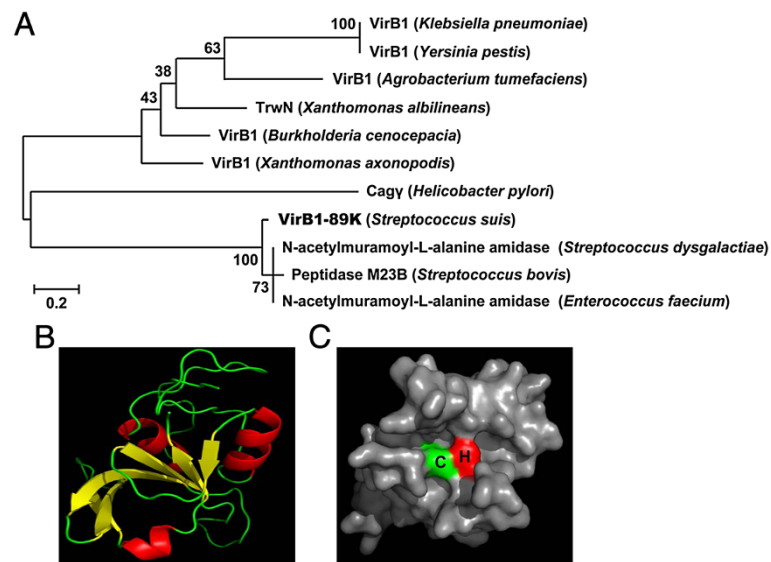 A
100 VirB1 (Klebsiella pneumoniae)
VirB1 (Yersinia pestis)
63
VirB1 (Agrobacterium tumefaciens)
38
TrwN (Xanthomonas albilineans)
43
VirB1 (Burkholderia cenocepacia)
VirB1 (Xanthomonas axonopodis)
Cagγ (Helicobacter pylori)
VirB1-89K (Streptococcus suis)
N-acetylmuramoyl-L-alanine amidase (Streptococcus dysgalactiae)
100
Peptidase M23B (Streptococcus bovis)
73
N-acetylmuramoyl-L-alanine amidase (Enterococcus faecium)
0.2
B
C
C H